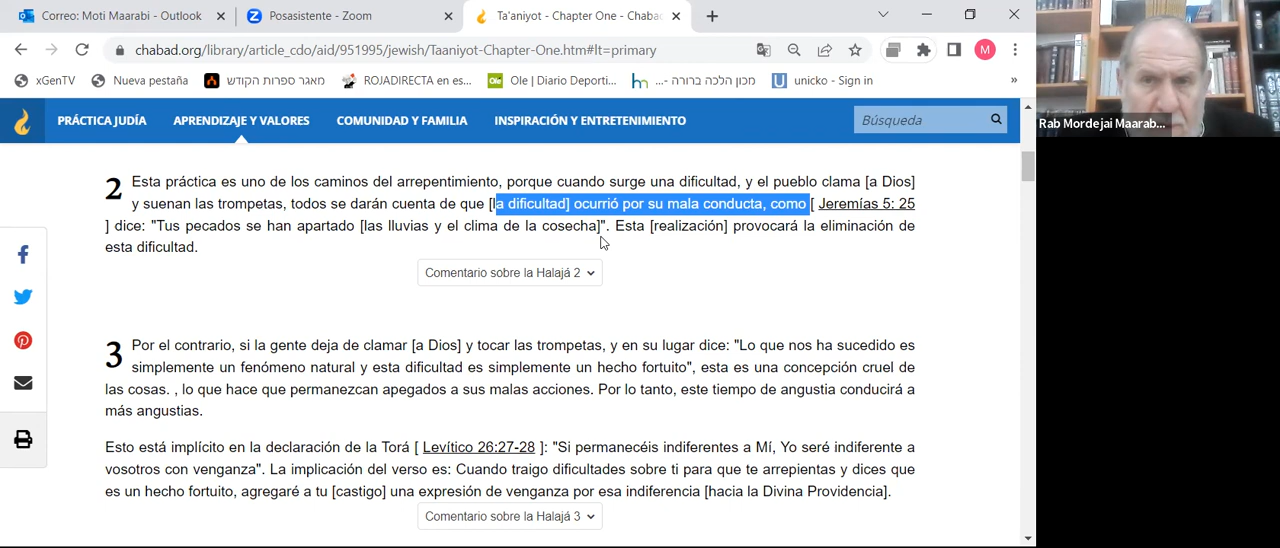 Correo: Moti Maarabi - Outlook
Posasistente - Zoom
Ta'aniyot - Chapter One - Chabad
chabad.org/library/article_cdo/aid/951995/jewish/Taaniyot-Chapter-One.htm#lt=primary
M
xGenTV
Nueva pestaña
מאגר ספרות הקודש
ROJADIRECTA en es...
Ole
Ole | Diario Deporti...
מכון הלכה ברורה -...
unicko - Sign in
»
PRÁCTICA JUDÍA
APRENDIZAJE Y VALORES
COMUNIDAD Y FAMILIA
INSPIRACIÓN Y ENTRETENIMIENTO
Búsqueda
Rab Mordejai Maarab...
2 Esta práctica es uno de los caminos del arrepentimiento, porque cuando surge una dificultad, y el pueblo clama [a Dios]
y suenan las trompetas, todos se darán cuenta de que [la dificultad] ocurrió por su mala conducta, como [ Jeremías 5: 25
] dice: "Tus pecados se han apartado [las lluvias y el clima de la cosecha]". Esta [realización] provocará la eliminación de
esta dificultad.
Comentario sobre la Halajá 2
3 Por el contrario, si la gente deja de clamar [a Dios] y tocar las trompetas, y en su lugar dice: "Lo que nos ha sucedido es
simplemente un fenómeno natural y esta dificultad es simplemente un hecho fortuito", esta es una concepción cruel de
las cosas. , lo que hace que permanezcan apegados a sus malas acciones. Por lo tanto, este tiempo de angustia conducirá a
más angustias.
Esto está implícito en la declaración de la Torá [ Levítico 26:27-28 ]: "Si permanecéis indiferentes a Mí, Yo seré indiferente a
vosotros con venganza". La implicación del verso es: Cuando traigo dificultades sobre ti para que te arrepientas y dices que
es un hecho fortuito, agregaré a tu [castigo] una expresión de venganza por esa indiferencia [hacia la Divina Providencia].
Comentario sobre la Halajá 3